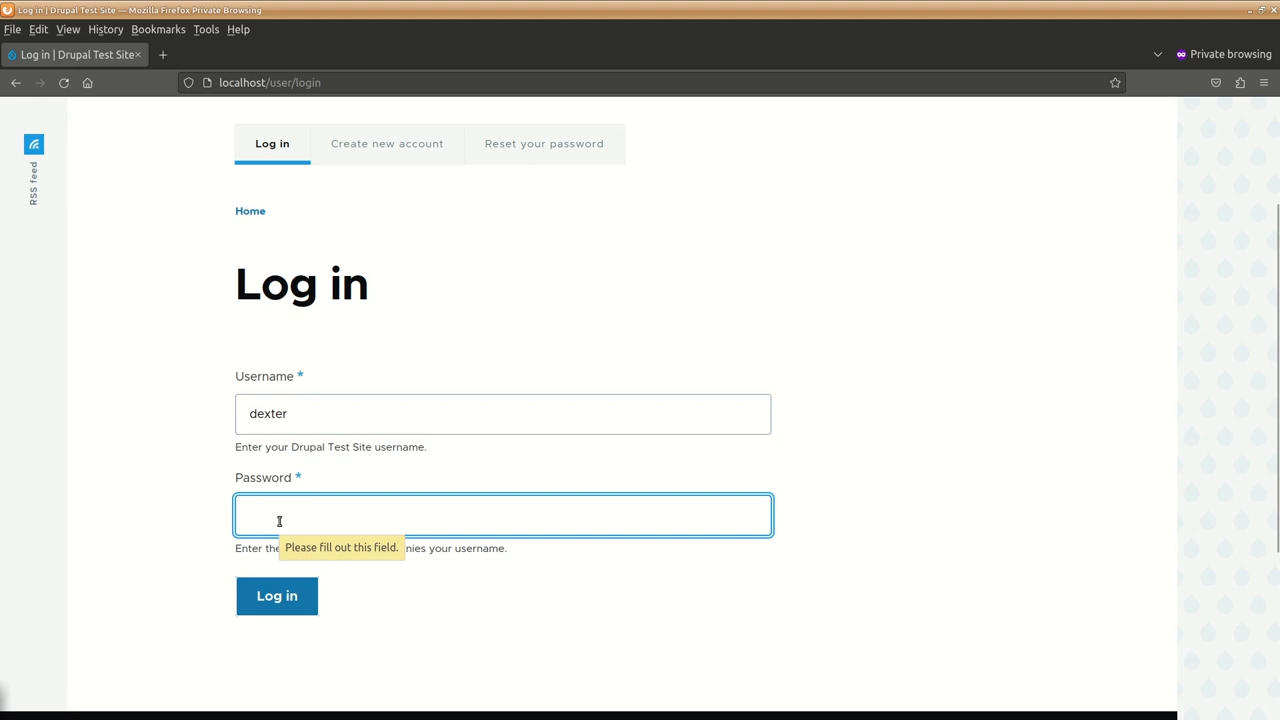 Log in | Drupal Test Site — Mozilla Firefox Private Browsing
File Edit View History Bookmarks Tools Help
Log in | Drupal Test Site
Private browsing
localhost/user/login
RSS feed
Log in
Create new account
Reset your password
Home
Log in
Username *
dexter
Enter your Drupal Test Site username.
Password *
Please fill out this field.
Enter the nies your username.
Log in